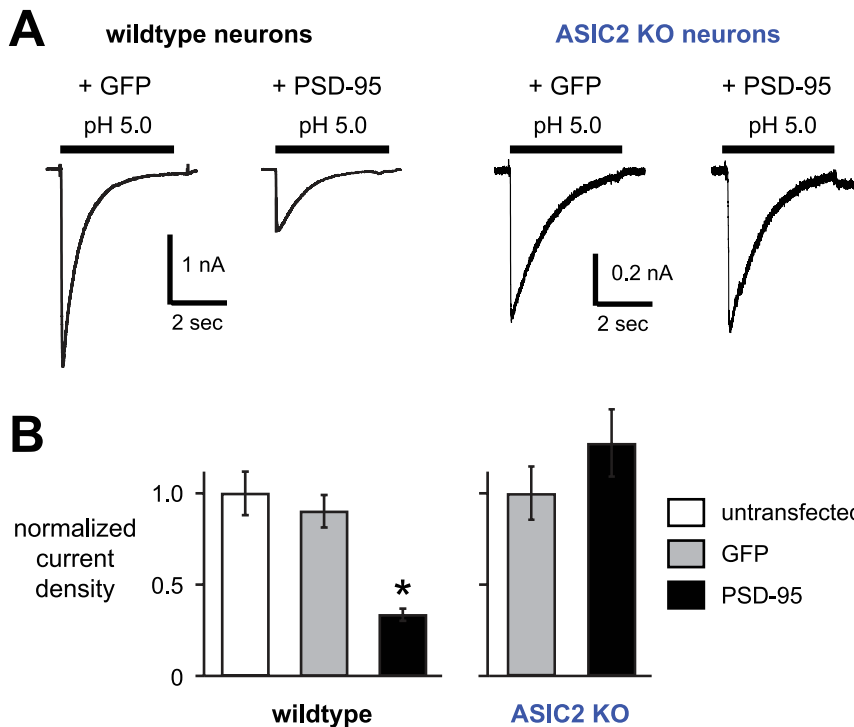 A
wildtype neurons
ASIC2 KO neurons
+ GFP
+ PSD-95
+ GFP
+ PSD-95
pH 5.0
pH 5.0
pH 5.0
pH 5.0
1 nA
2 sec
0.2 nA
2 sec
B
normalized
current
density
1.0
0.5
0
*
wildtype
ASIC2 KO
untransfected
GFP
PSD-95